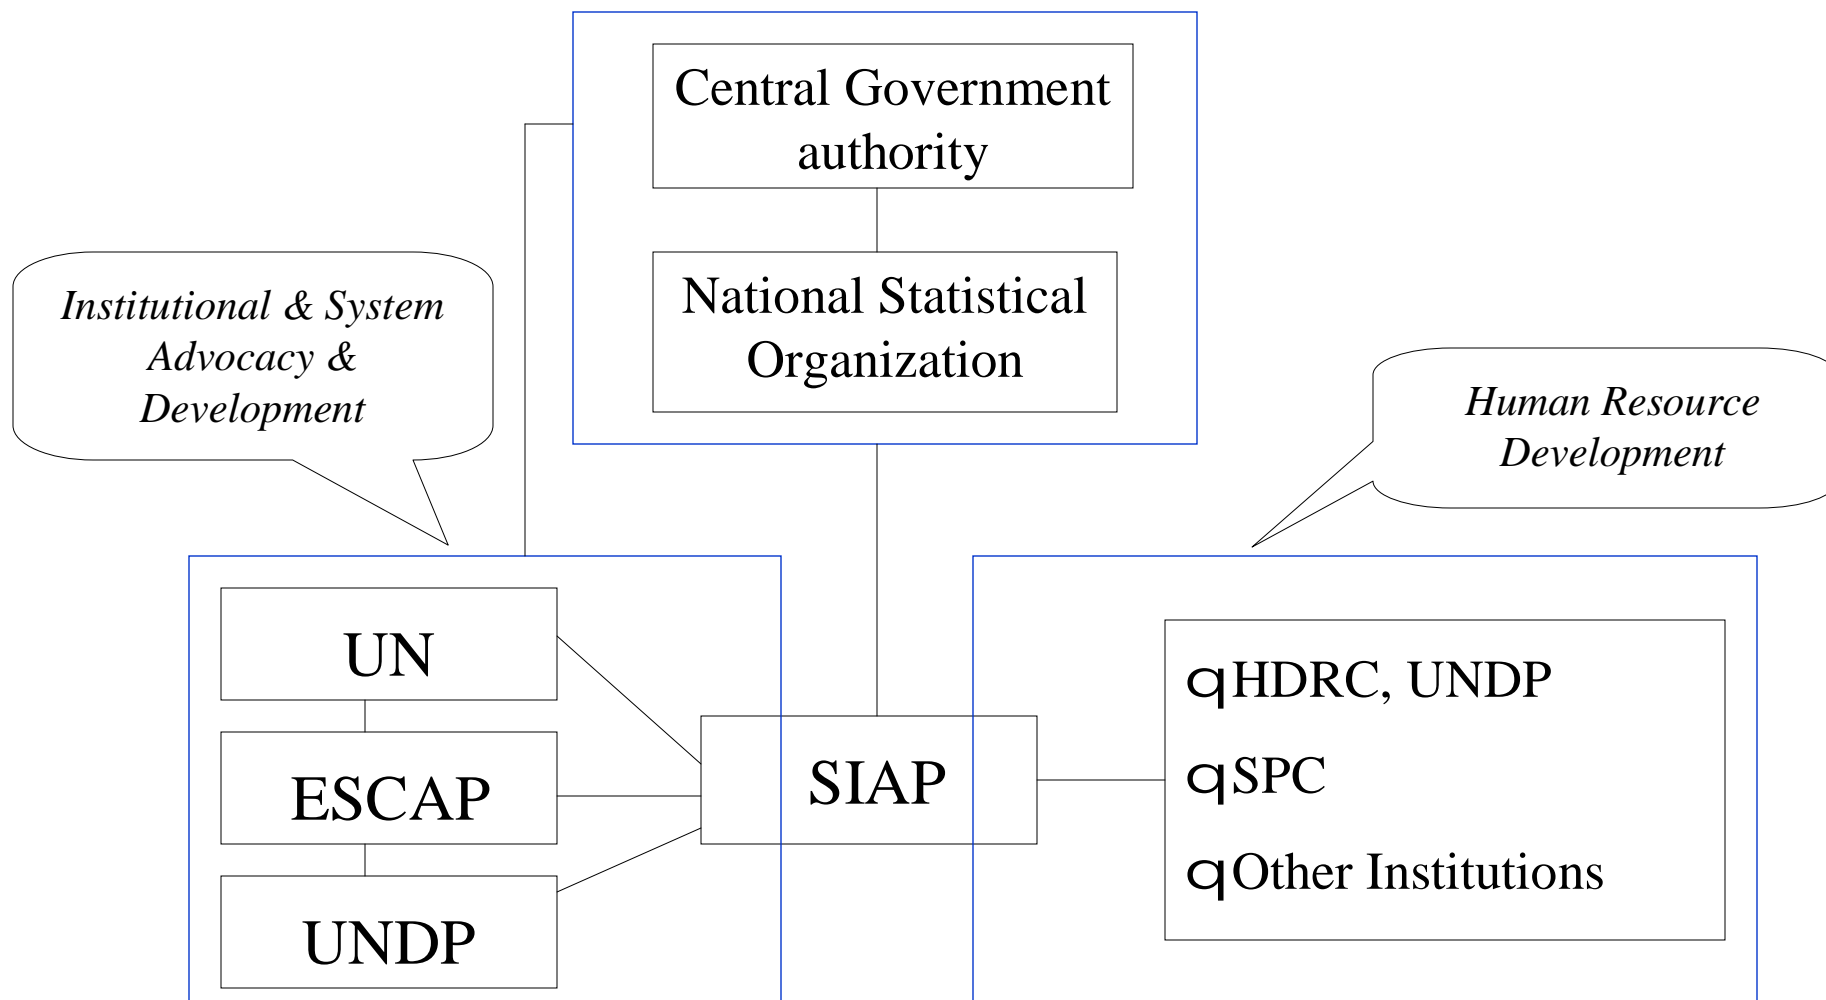 Central Government
authority
National Statistical
Organization
Institutional & System
Advocacy &
Development
Human Resource
Development
UN
ESCAP
UNDP
SIAP
qHDRC, UNDP
qSPC
qOther Institutions